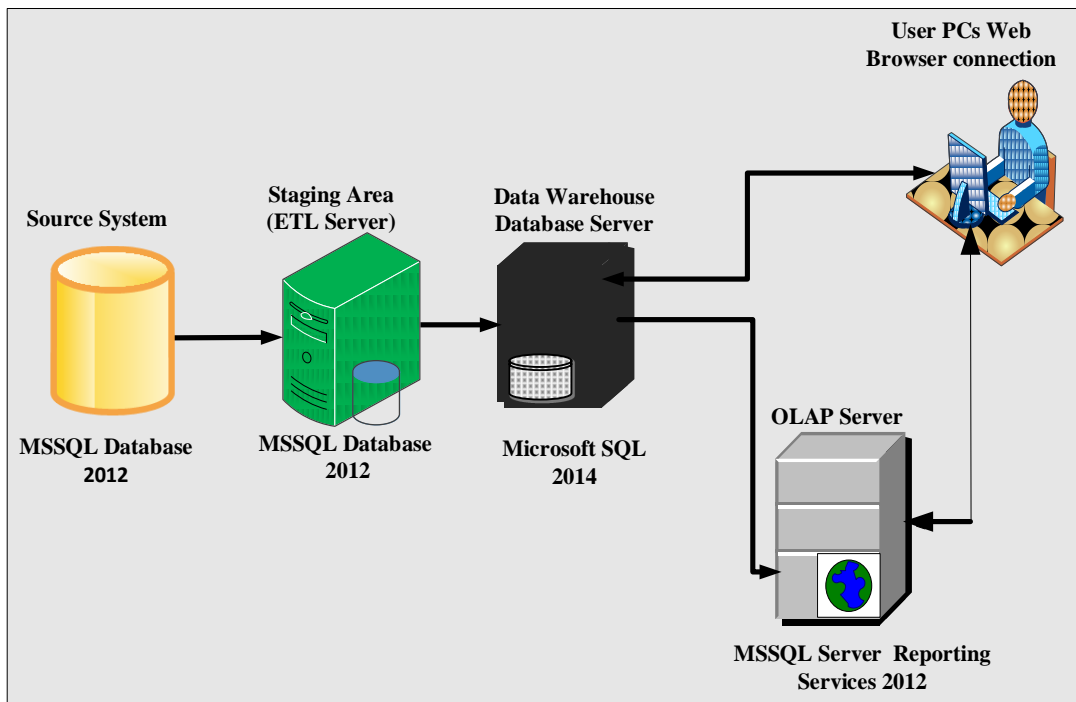 User PCs Web
Browser connection
Staging Area
(ETL Server)
Data Warehouse
Database Server
Source System
MSSQL Database
2012
MSSQL Database
2012
Microsoft SQL
2014
OLAP Server
MSSQL Server Reporting
Services 2012